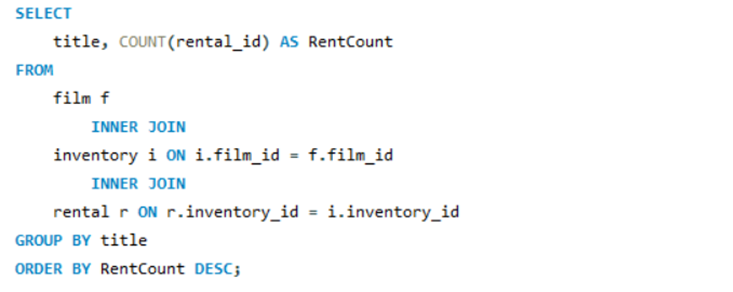 SELECT
title, COUNT(rental_id) AS RentCount
FROM
film f
INNER JOIN
inventory i ON i.film_id = f.film_id
INNER JOIN
rental r ON r.inventory_id = i.inventory_id
GROUP BY title
ORDER BY RentCount DESC;